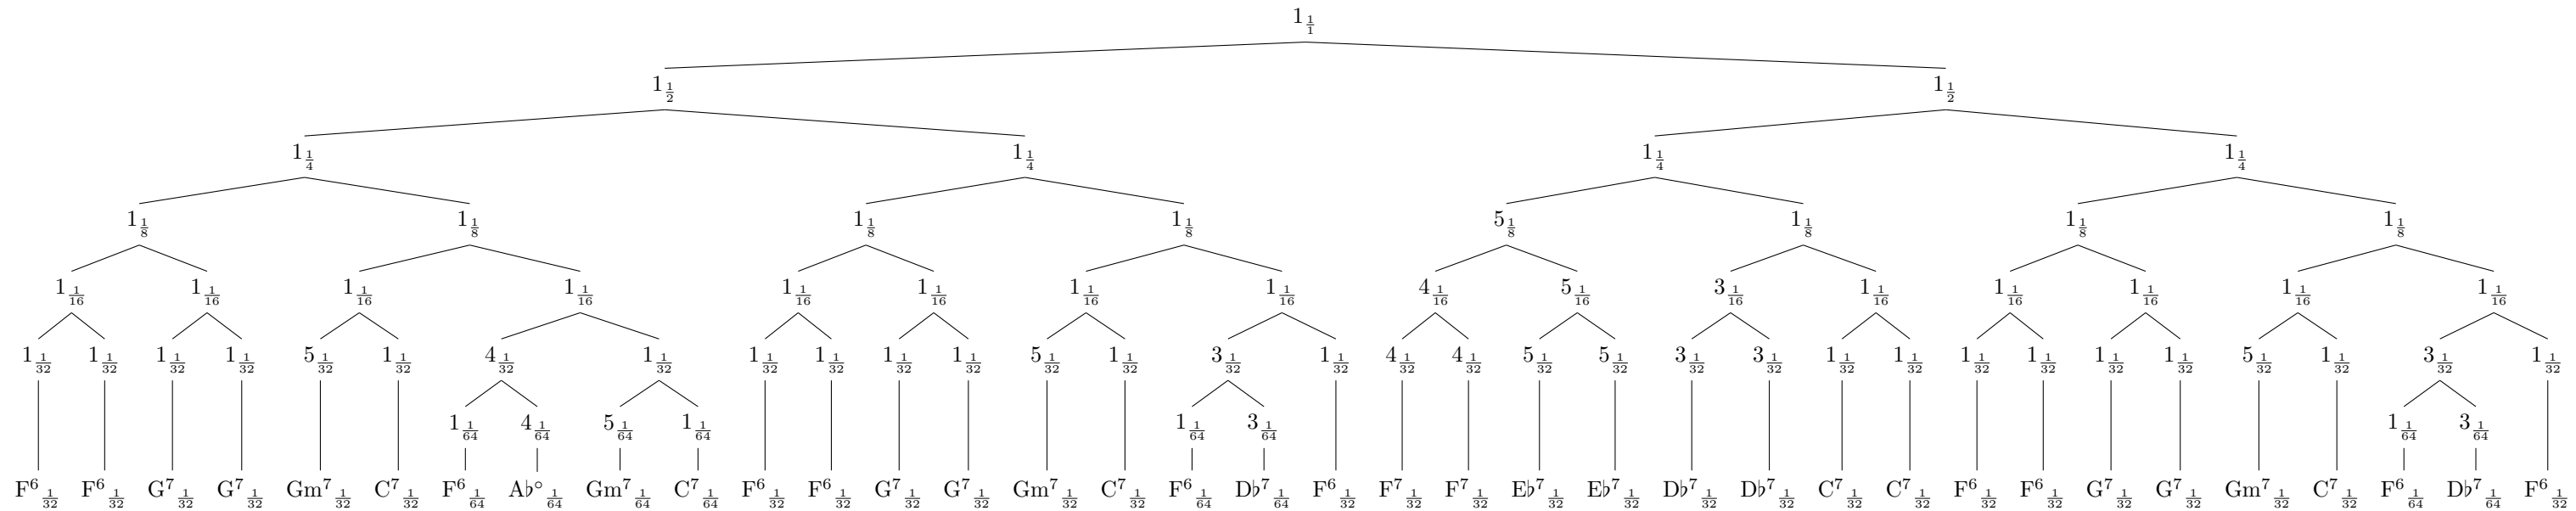 1 1/1
1 1/2 1 1/2
1 1/4 1 1/4 1 1/4 1 1/4
1 1/8 1 1/8 1 1/8 1 1/8 5 1/8 1 1/8 1 1/8 1 1/8
1 1/16 1 1/16 1 1/16 1 1/16 1 1/16 1 1/16 1 1/16 1 1/16 4 1/16 5 1/16 3 1/16 1 1/16 1 1/16 1 1/16 1 1/16 1 1/16
1 1/32 1 1/32 1 1/32 1 1/32 5 1/32 1 1/32 4 1/32 1 1/32 1 1/32 1 1/32 1 1/32 1 1/32 5 1/32 1 1/32 3 1/32 1 1/32 4 1/32 4 1/32 5 1/32 5 1/32 3 1/32 3 1/32 1 1/32 1 1/32 1 1/32 1 1/32 1 1/32 1 1/32 5 1/32 1 1/32 3 1/32 1 1/32
1 1/64 4 1/64 5 1/64 1 1/64 1 1/64 3 1/64 1 1/64 3 1/64
F⁶ 1/32 F⁶ 1/32 G⁷ 1/32 G⁷ 1/32 Gm⁷ 1/32 C⁷ 1/32 F⁶ 1/64 A♭° 1/64 Gm⁷ 1/64 C⁷ 1/64 F⁶ 1/32 F⁶ 1/32 G⁷ 1/32 G⁷ 1/32 Gm⁷ 1/32 C⁷ 1/32 F⁶ 1/64 D♭⁷ 1/64 F⁶ 1/32 F⁷ 1/32 F⁷ 1/32 E♭⁷ 1/32 E♭⁷ 1/32 D♭⁷ 1/32 D♭⁷ 1/32 C⁷ 1/32 C⁷ 1/32 F⁶ 1/32 F⁶ 1/32 G⁷ 1/32 G⁷ 1/32 Gm⁷ 1/32 C⁷ 1/32 F⁶ 1/64 D♭⁷ 1/64 F⁶ 1/32